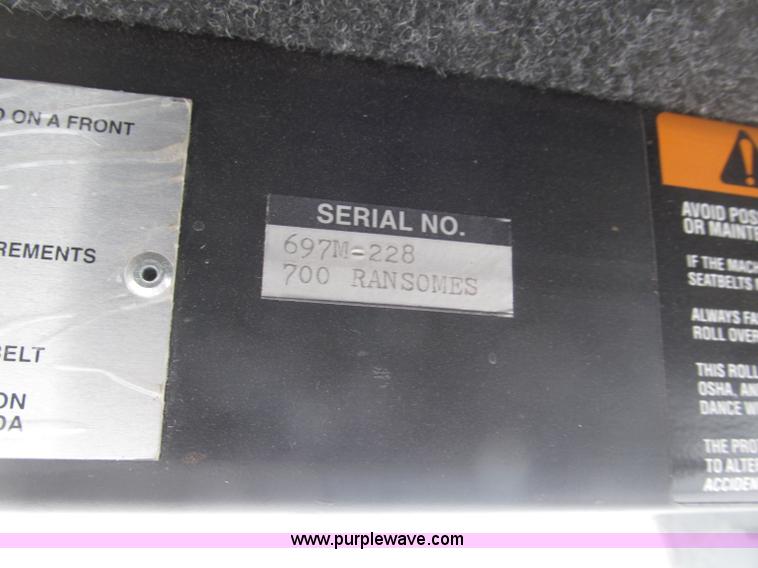 D ON A FRONT
REMENTS
BELT
ON
DA
SERIAL NO.
697M-228
700 RANSOMES
AVOID POS
OR MAINTE
IF THE MACH
SEATBELTS
ALWAYS FA
ROLL OVER
THIS ROLL
OSHA, AN
DANCE W
THE PRO
TO ALTE
ACCIDEN
www.purplewave.com